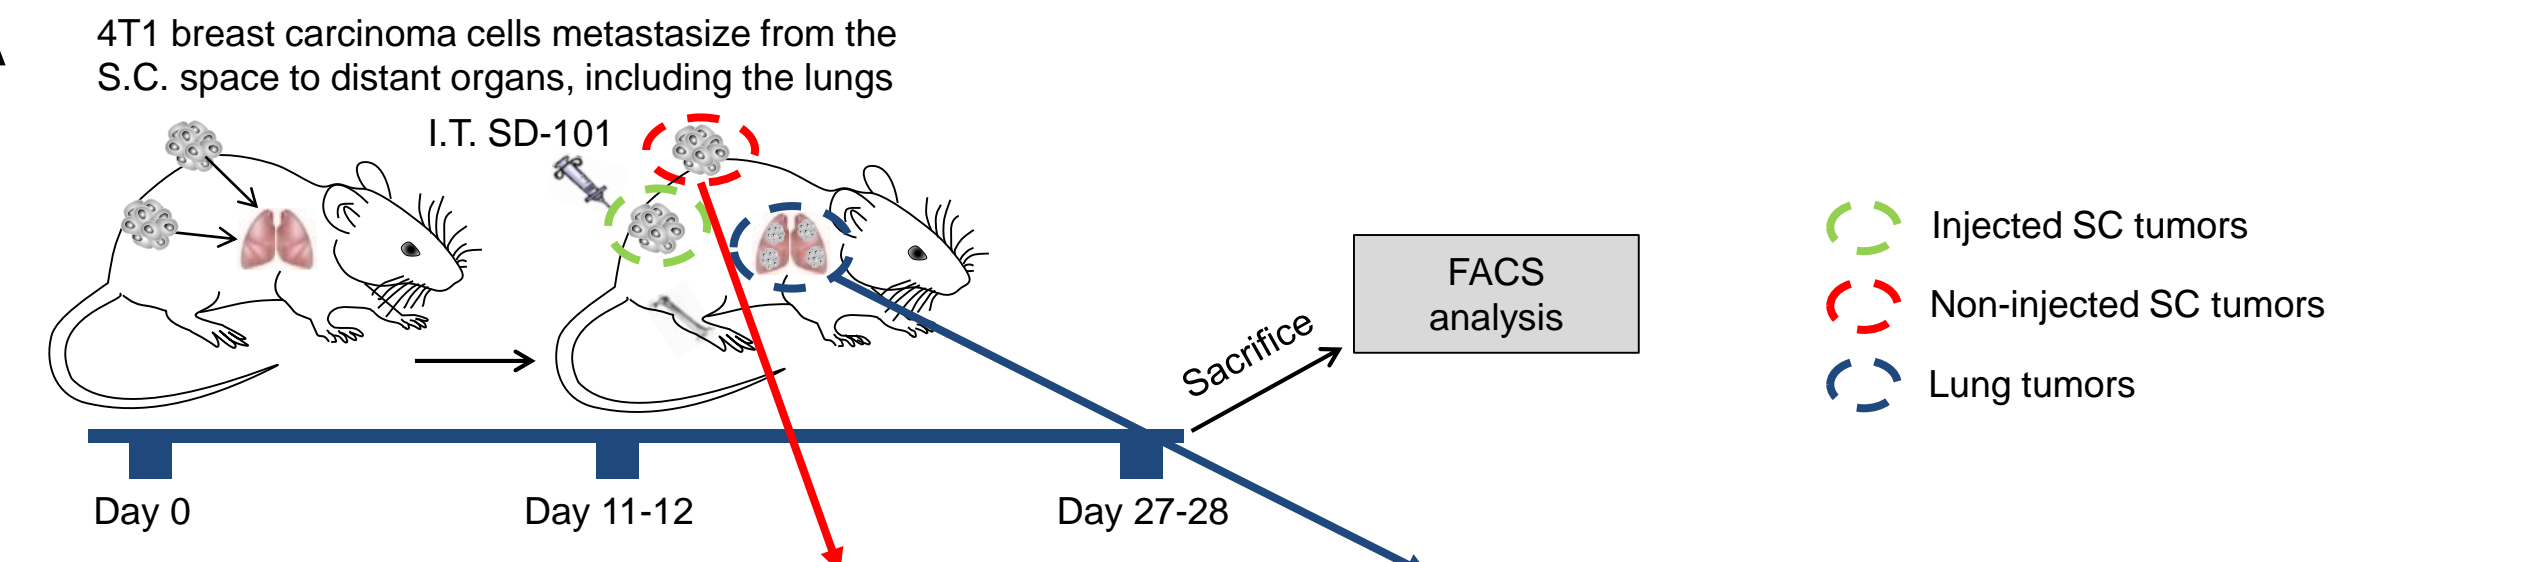 4T1 breast carcinoma cells metastasize from the
S.C. space to distant organs, including the lungs
I.T. SD-101
Sacrifice
FACS
analysis
Injected SC tumors
Non-injected SC tumors
Lung tumors
Day 0
Day 11-12
Day 27-28